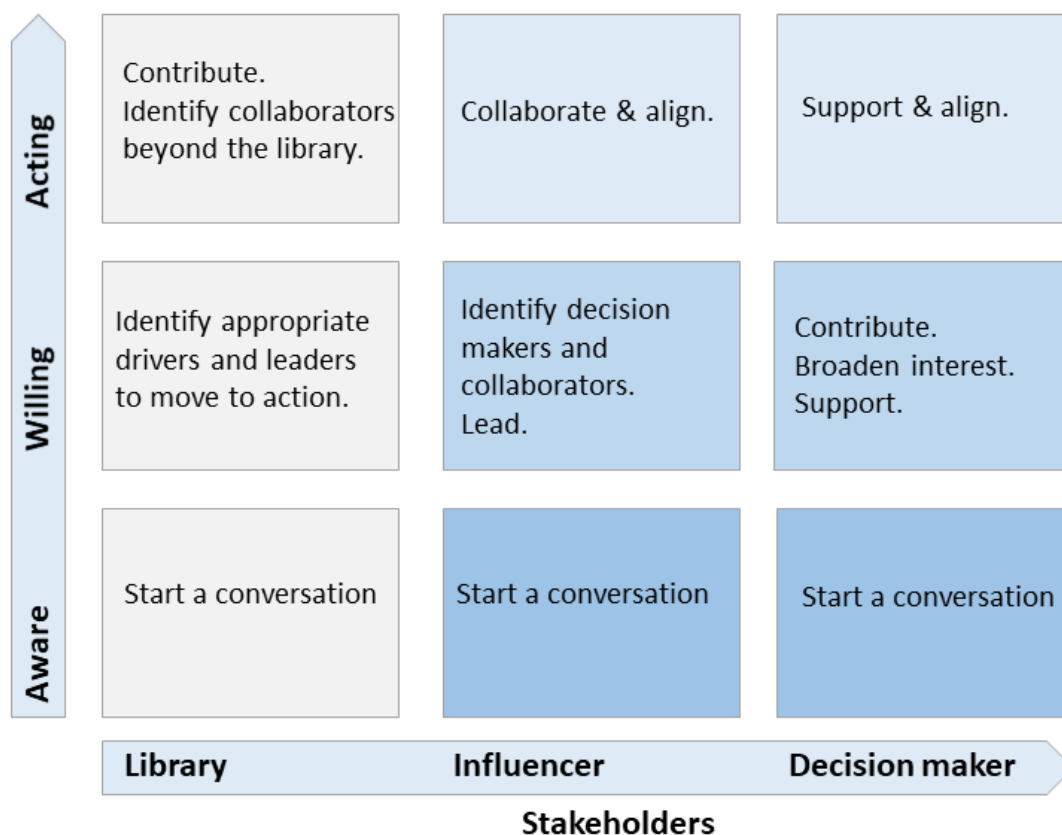 Acting
Contribute.
Identify collaborators
beyond the library.
Collaborate & align.
Support & align.
Willing
Identify appropriate
drivers and leaders
to move to action.
Identify decision
makers and
collaborators.
Lead.
Contribute.
Broaden interest.
Support.
Aware
Start a conversation
Start a conversation
Start a conversation
Library
Influencer
Decision maker
Stakeholders